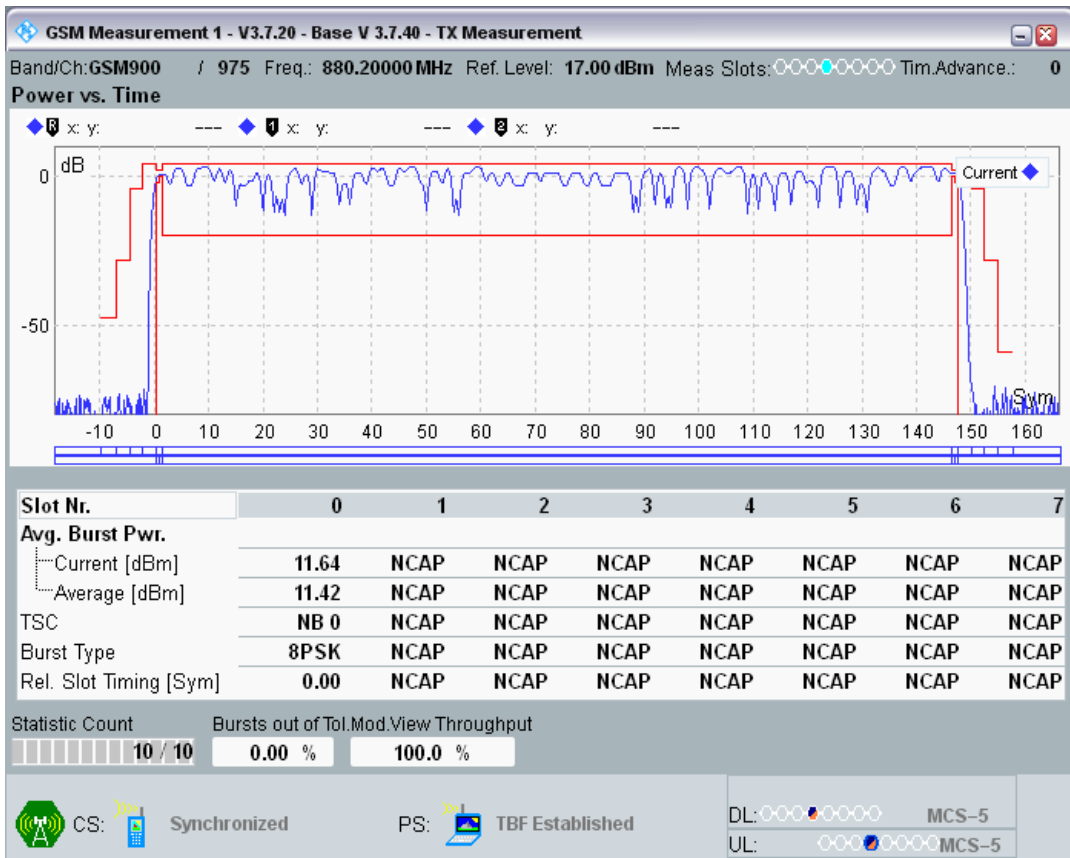 GSM Measurement 1 - V3.7.20 - Base V 3.7.40 - TX Measurement
Band/Ch:GSM900 / 975 Freq.: 880.20000 MHz Ref. Level: 17.00 dBm Meas Slots: Tim.Advance.: 0
Power vs. Time
R x: y: --- 1 x: y: --- 2 x: y: ---
dB
Current
0
-50
Sym
-10 0 10 20 30 40 50 60 70 80 90 100 110 120 130 140 150 160
Slot Nr. 0 1 2 3 4 5 6 7
Avg. Burst Pwr.
Current [dBm] 11.64 NCAP NCAP NCAP NCAP NCAP NCAP NCAP
Average [dBm] 11.42 NCAP NCAP NCAP NCAP NCAP NCAP NCAP
TSC NB 0 NCAP NCAP NCAP NCAP NCAP NCAP NCAP
Burst Type 8PSK NCAP NCAP NCAP NCAP NCAP NCAP NCAP
Rel. Slot Timing [Sym] 0.00 NCAP NCAP NCAP NCAP NCAP NCAP NCAP
Statistic Count Bursts out of Tol.Mod.View Throughput
10 / 10 0.00 % 100.0 %
CS: Synchronized PS: TBF Established DL: MCS-5
UL: MCS-5